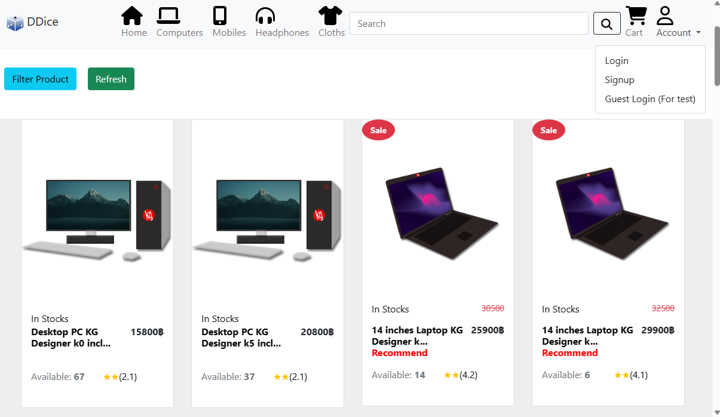 DDice
Home
Computers
Mobiles
Headphones
Cloths
Search
Cart
Account
Login
Signup
Guest Login (For test)
Filter Product
Refresh
Sale
Sale
KG
KG
In Stocks
Desktop PC KG 15800฿
Designer k0 incl...
Available: 67 (2.1)
In Stocks
Desktop PC KG 20800฿
Designer k5 incl...
Available: 37 (2.1)
In Stocks 30500
14 inches Laptop KG 25900฿
Designer k...
Recommend
Available: 14 (4.2)
In Stocks 32500
14 inches Laptop KG 29900฿
Designer k...
Recommend
Available: 6 (4.1)